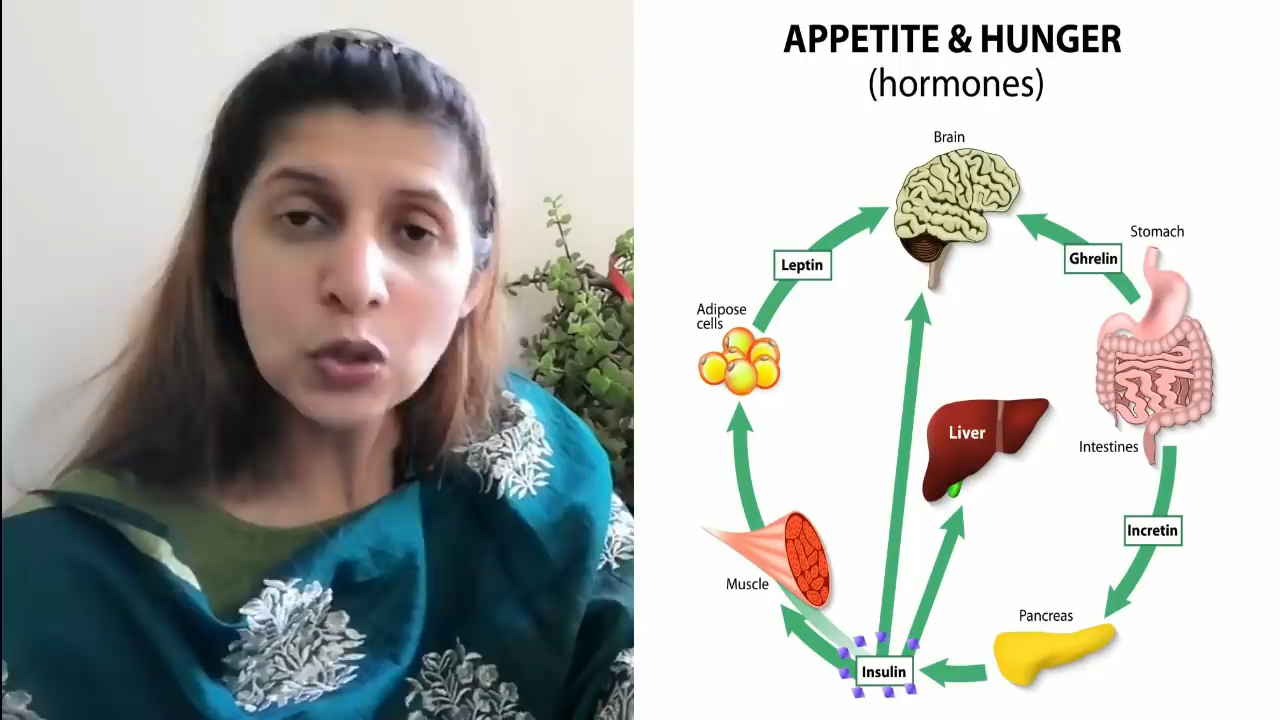 APPETITE & HUNGER
(hormones)
Brain
Stomach
Leptin
Ghrelin
Adipose
cells
Liver
Intestines
Incretin
Muscle
Pancreas
Insulin